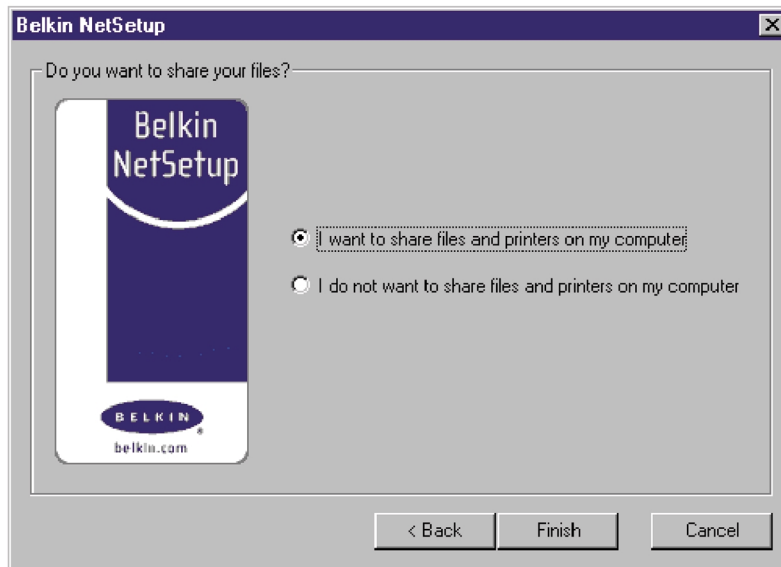 Belkin NetSetup
Do you want to share your files?
Belkin
NetSetup
I want to share files and printers on my computer
I do not want to share files and printers on my computer
BELKIN
®
belkin.com
< Back
Finish
Cancel